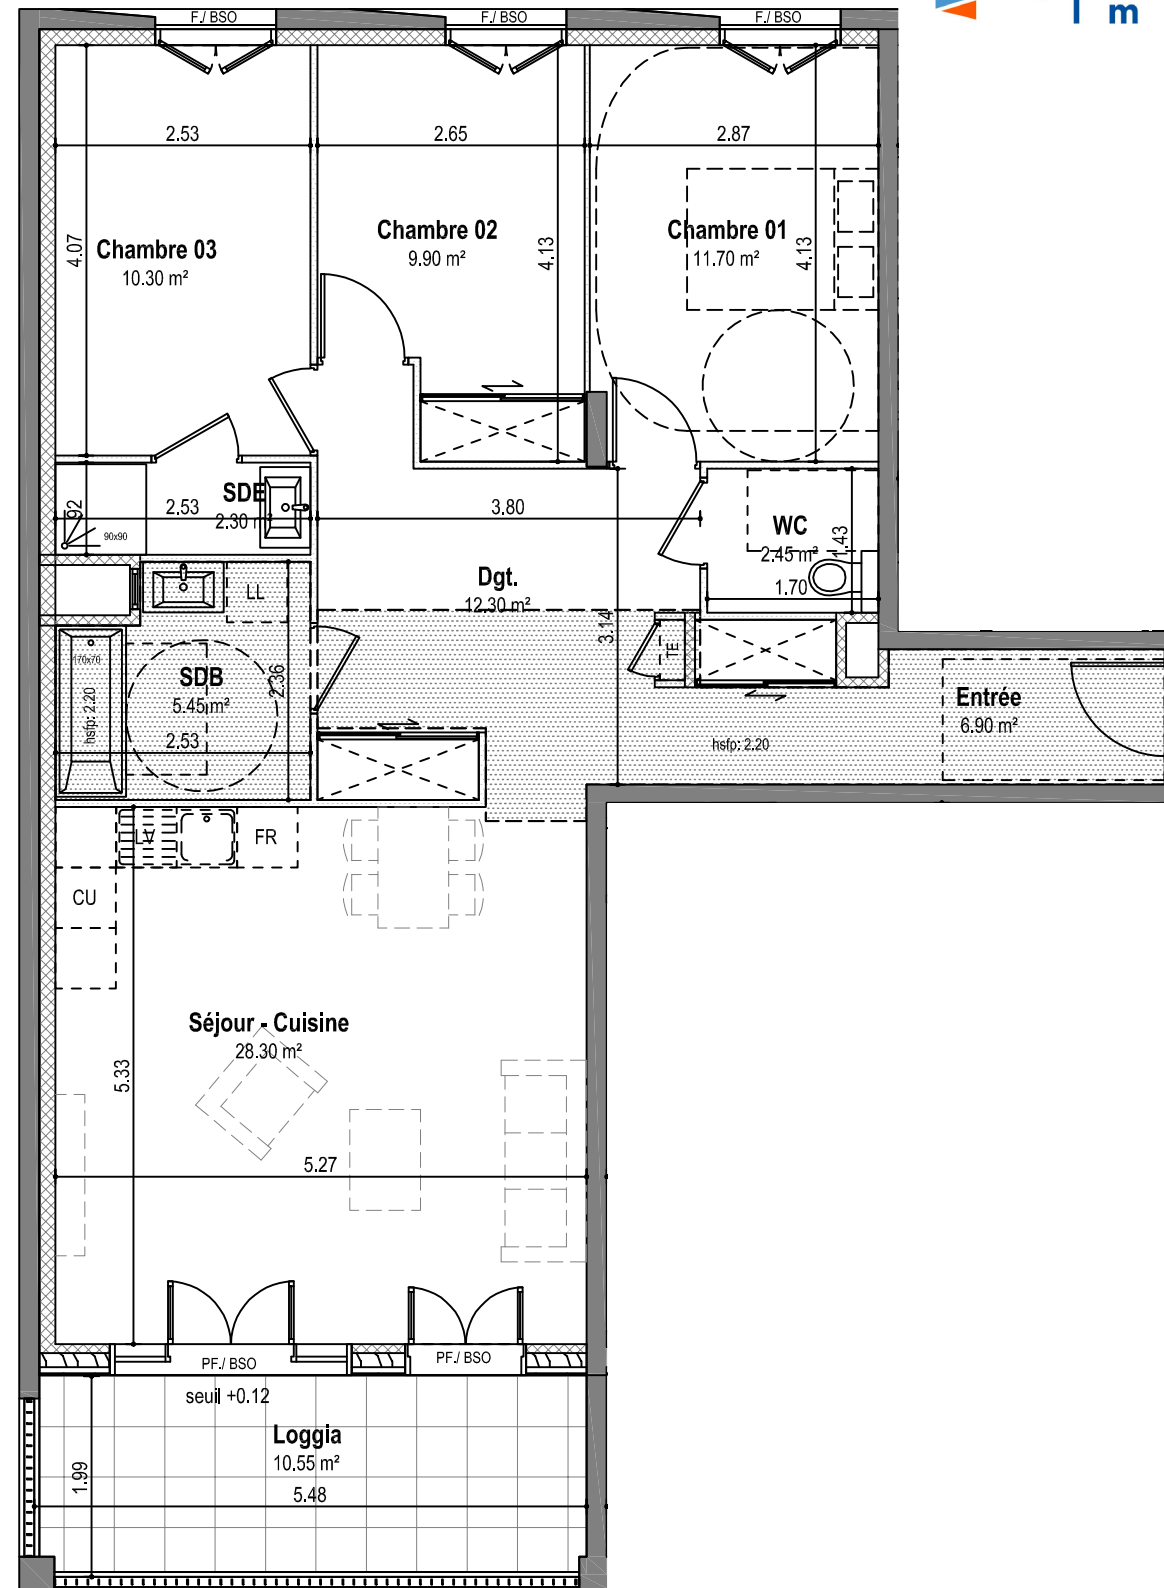 1 m
F./ BSO
F./ BSO
F./ BSO
2.53
2.65
2.87
4.07
Chambre 03
10.30 m²
Chambre 02
9.90 m²
4.13
Chambre 01
11.70 m²
4.13
SDE
2.30 m²
2.53
.92
90x90
3.80
WC
2.45 m²
1.43
1.70
Dgt.
12.30 m²
3.14
LL
TE
170x70
hsfp: 2.20
SDB
5.45 m²
2.36
2.53
Entrée
6.90 m²
hsfp: 2.20
LV
FR
CU
Séjour - Cuisine
28.30 m²
5.33
5.27
PF./ BSO
PF./ BSO
seuil +0.12
Loggia
10.55 m²
1.99
5.48